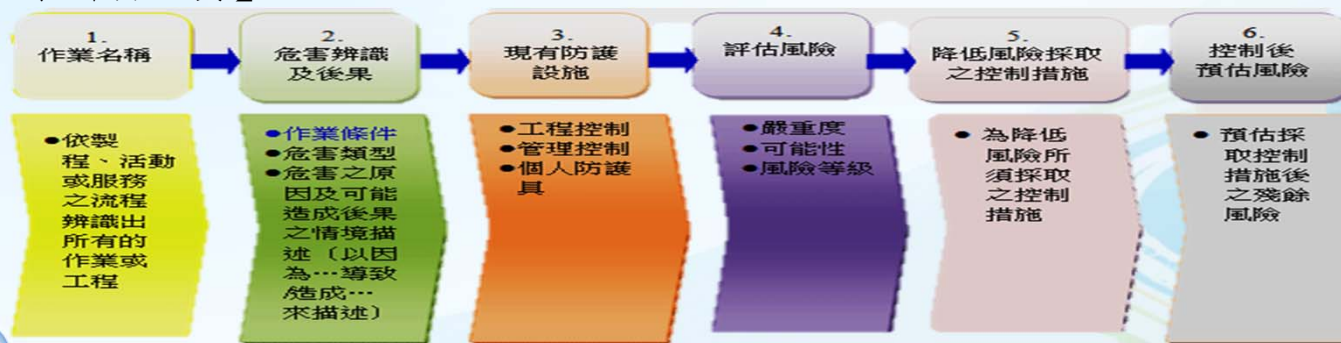 1.
作業名稱
2.
危害辨識
及後果
3.
現有防護
設施
4.
評估風險
5.
降低風險採取
之控制措施
6.
控制後
預估風險
●依製
程、活動
或服務
之流程
辨識出
所有的
作業或
工程
●作業條件
●危害類型
●危害之原
因及可能
造成後果
之情境描
述（以因
為…導致
/造成…
來描述）
●工程控制
●管理控制
●個人防護
具
●嚴重度
●可能性
●風險等級
● 為降低
風險所
須採取
之控制
措施
● 預估採
取控制
措施後
之殘餘
風險